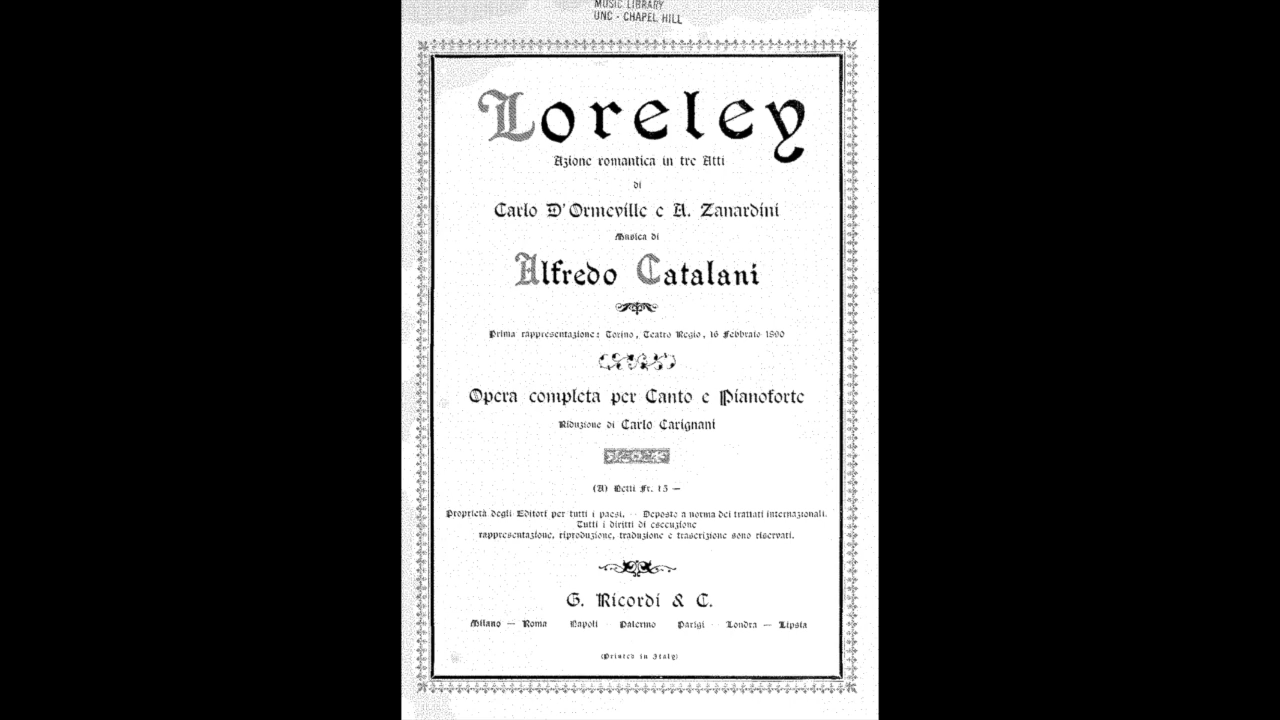 MUSIC LIBRARY
UNC - CHAPEL HILL
Loreley
Azione romantica in tre Atti
di
Carlo D'Ormeville e A. Zanardini
Musica di
Alfredo Catalani
Prima rappresentazione: Torino, Teatro Regio, 16 Febbraio 1890
Opera completa per Canto e Pianoforte
Riduzione di Carlo Carignani
(A) Netti Fr. 15 —
Proprietà degli Editori per tutti i paesi. — Deposto a norma dei trattati internazionali.
Tutti i diritti di esecuzione
rappresentazione, riproduzione, traduzione e trascrizione sono riservati.
G. Ricordi & C.
Milano — Roma Napoli Palermo Parigi Londra — Lipsia
(Printed in Italy)